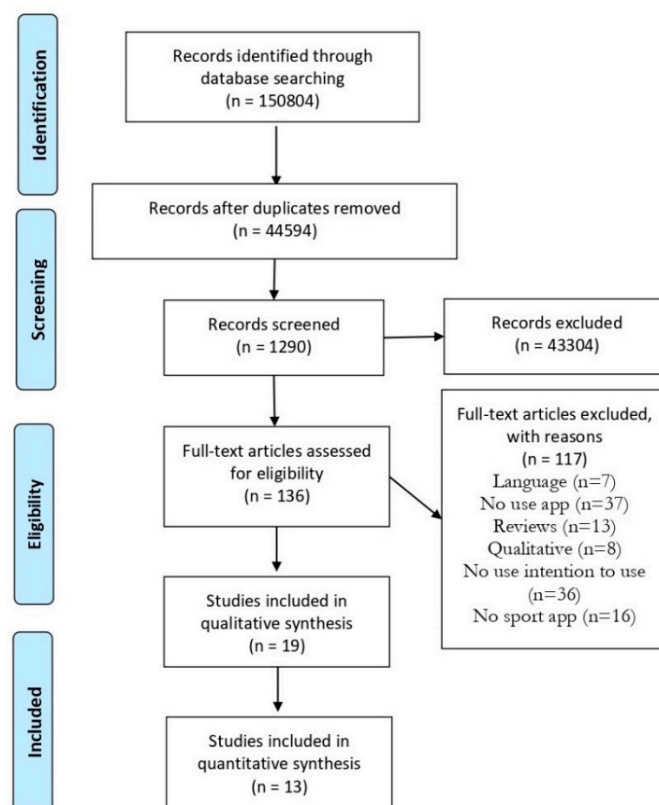 Identification
Records identified through
database searching
(n = 150804)
Records after duplicates removed
(n = 44594)
Screening
Records screened
(n = 1290)
Records excluded
(n = 43304)
Eligibility
Full-text articles assessed
for eligibility
(n = 136)
Full-text articles excluded,
with reasons
(n = 117)
Language (n=7)
No use app (n=37)
Reviews (n=13)
Qualitative (n=8)
No use intention to use
(n=36)
No sport app (n=16)
Studies included in
qualitative synthesis
(n = 19)
Included
Studies included in
quantitative synthesis
(n = 13)